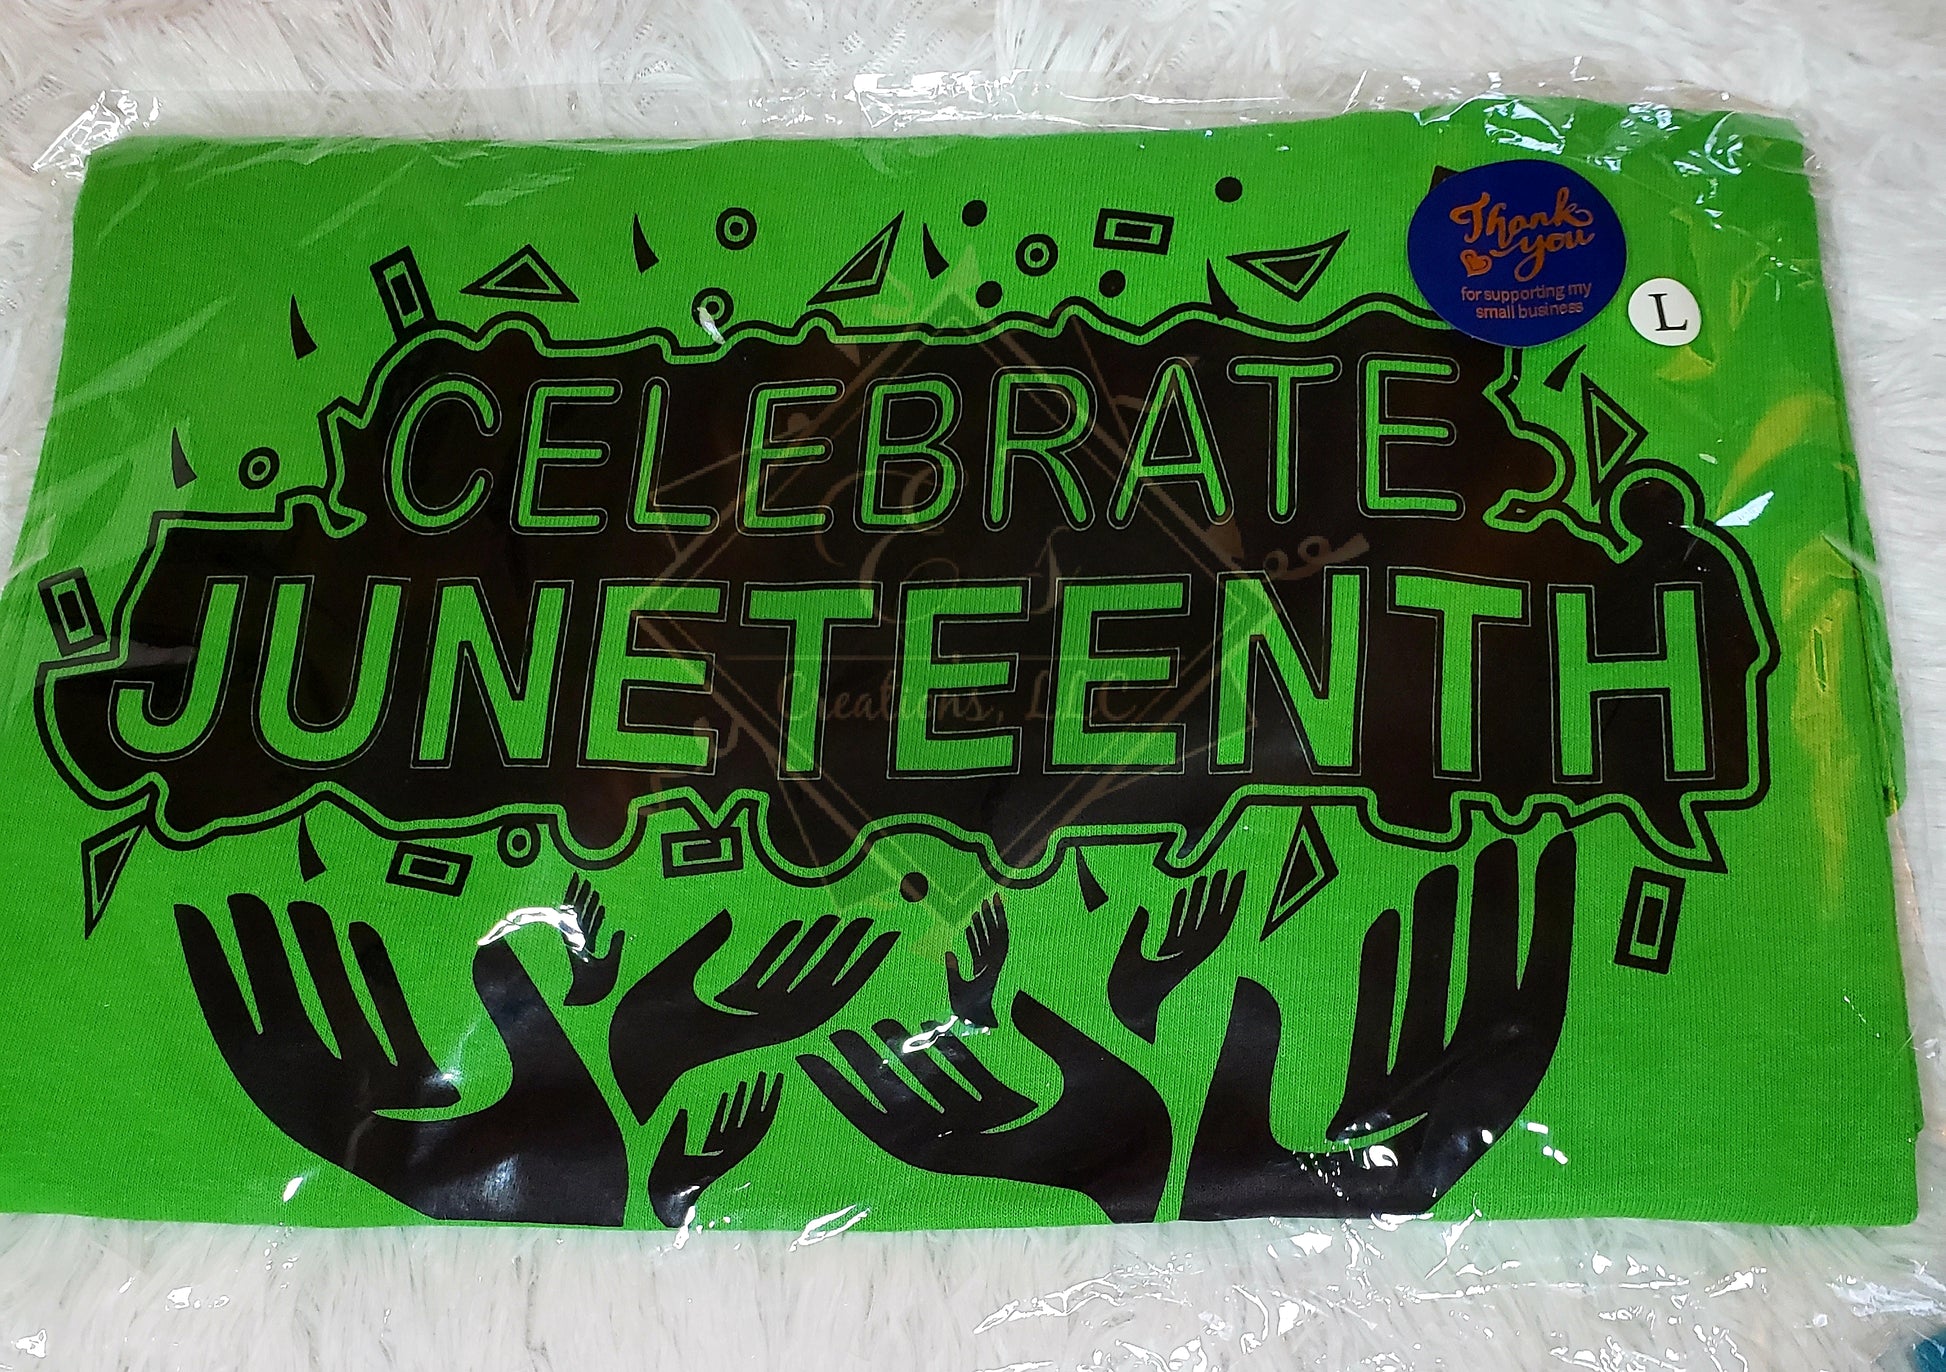 Thank
you
for supporting my
small business
L
CELEBRATE
JUNETEENTH
Creations, LLC